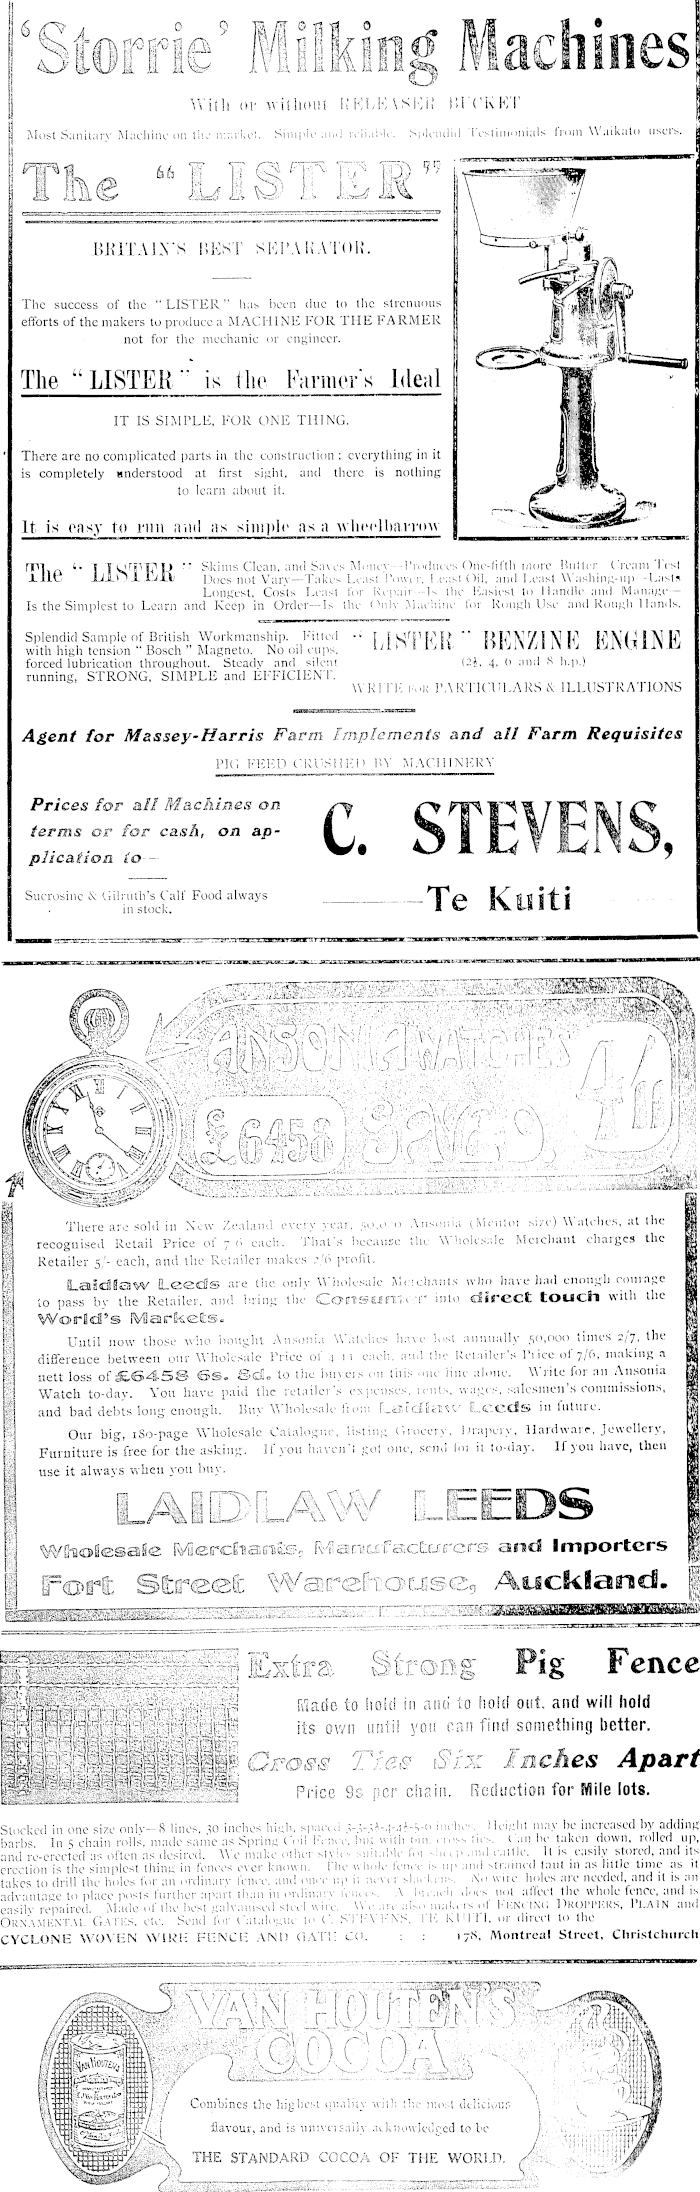 'Storrie' Milking Machines
With or without RELEASER BUCKET
Most Sanitary Machine on the market. Simple and reliable. Splendid Testimonials from Waikato users.
The "LISTER"
BRITAIN'S BEST SEPARATOR.
The success of the "LISTER" has been due to the strenuous
efforts of the makers to produce a MACHINE FOR THE FARMER
not for the mechanic or engineer.
The "LISTER" is the Farmer's Ideal
IT IS SIMPLE, FOR ONE THING.
There are no complicated parts in the construction; everything in it
is completely understood at first sight, and there is nothing
to learn about it.
It is easy to run and as simple as a wheelbarrow
The "LISTER" Skims Clean, and Saves Money—Produces One-fifth more Butter Cream Test
Does not Vary—Takes Least Power, Least Oil, and Least Washing-up—Lasts
Longest, Costs Least for Repair—Is the Easiest to Handle and Manage—
Is the Simplest to Learn and Keep in Order—Is the Only Machine for Rough Use and Rough Hands.
Splendid Sample of British Workmanship. Fitted
with high tension "Bosch" Magneto. No oil cups,
forced lubrication throughout. Steady and silent
running, STRONG, SIMPLE and EFFICIENT.
"LISTER" BENZINE ENGINE
(2½, 4, 6 and 8 h.p.)
WRITE FOR PARTICULARS & ILLUSTRATIONS
Agent for Massey-Harris Farm Implements and all Farm Requisites
PIG FEED CRUSHED BY MACHINERY
Prices for all Machines on
terms or for cash, on ap-
plication to—
Sucrosine & Gilruth's Calf Food always
in stock.
C. STEVENS,
Te Kuiti
ANSONIA WATCHES 4/11
£6458 SAVED.
There are sold in New Zealand every year, 50,000 Ansonia (Mentor size) Watches, at the
recognised Retail Price of 7/6 each. That's because the Wholesale Merchant charges the
Retailer 5/- each, and the Retailer makes 2/6 profit.
Laidlaw Leeds are the only Wholesale Merchants who have had enough courage
to pass by the Retailer, and bring the Consumer into direct touch with the
World's Markets.
Until now those who bought Ansonia Watches have lost annually 50,000 times 2/7, the
difference between our Wholesale Price of 4/11 each, and the Retailer's Price of 7/6, making a
nett loss of £6458 6s. 8d. to the buyers on this one line alone. Write for an Ansonia
Watch to-day. You have paid the retailer's expenses, rents, wages, salesmen's commissions,
and bad debts long enough. Buy Wholesale from Laidlaw Leeds in future.
Our big, 180-page Wholesale Catalogue, listing Grocery, Drapery, Hardware, Jewellery,
Furniture is free for the asking. If you haven't got one, send for it to-day. If you have, then
use it always when you buy.
LAIDLAW LEEDS
Wholesale Merchants, Manufacturers and Importers
Fort Street Warehouse, Auckland.
Extra Strong Pig Fence
Made to hold in and to hold out, and will hold
its own until you can find something better.
Cross Ties Six Inches Apart
Price 9s per chain. Reduction for Mile lots.
Stocked in one size only—8 lines, 30 inches high, spaced 3-3-3½-4-4½-5-6 inches. Height may be increased by adding
barbs. In 5 chain rolls, made same as Spring Coil Fence, but with cross ties. Can be taken down, rolled up,
and re-erected as often as desired. We make other styles suitable for sheep and cattle. It is easily stored, and its
erection is the simplest thing in fences ever known. The whole fence is up and strained taut in as little time as it
takes to drill the holes for an ordinary fence, and once up it never slackens. No wire holes are needed, and it is an
advantage to place posts further apart than in ordinary fences. A breach does not affect the whole fence, and is
easily repaired. Made of the best galvanised steel wire. We are also makers of FENCING DROPPERS, PLAIN and
ORNAMENTAL GATES, etc. Send for Catalogue to C. STEVENS, TE KUITI, or direct to the
CYCLONE WOVEN WIRE FENCE AND GATE CO. : : 178, Montreal Street, Christchurch
VAN HOUTEN'S
COCOA
VAN HOUTEN'S
Combines the highest quality with the most delicious
flavour, and is universally acknowledged to be
THE STANDARD COCOA OF THE WORLD.